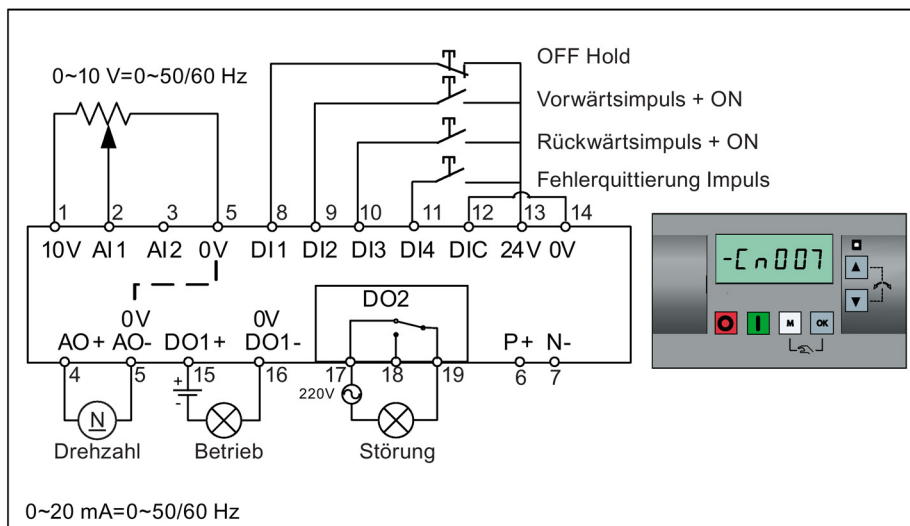 OFF Hold
0~10 V=0~50/60 Hz
Vorwärtsimpuls + ON
Rückwärtsimpuls + ON
Fehlerquittierung Impuls
1 2 3 5 8 9 10 11 12 13 14
10V AI1 AI2 0V DI1 DI2 DI3 DI4 DIC 24V 0V
-Cn007
DO2
0V 0V
AO+ AO- DO1+ DO1- P+ N-
M OK
4 5 15 16 17 18 19 6 7
+
-
220V
N
Drehzahl Betrieb Störung
0~20 mA=0~50/60 Hz